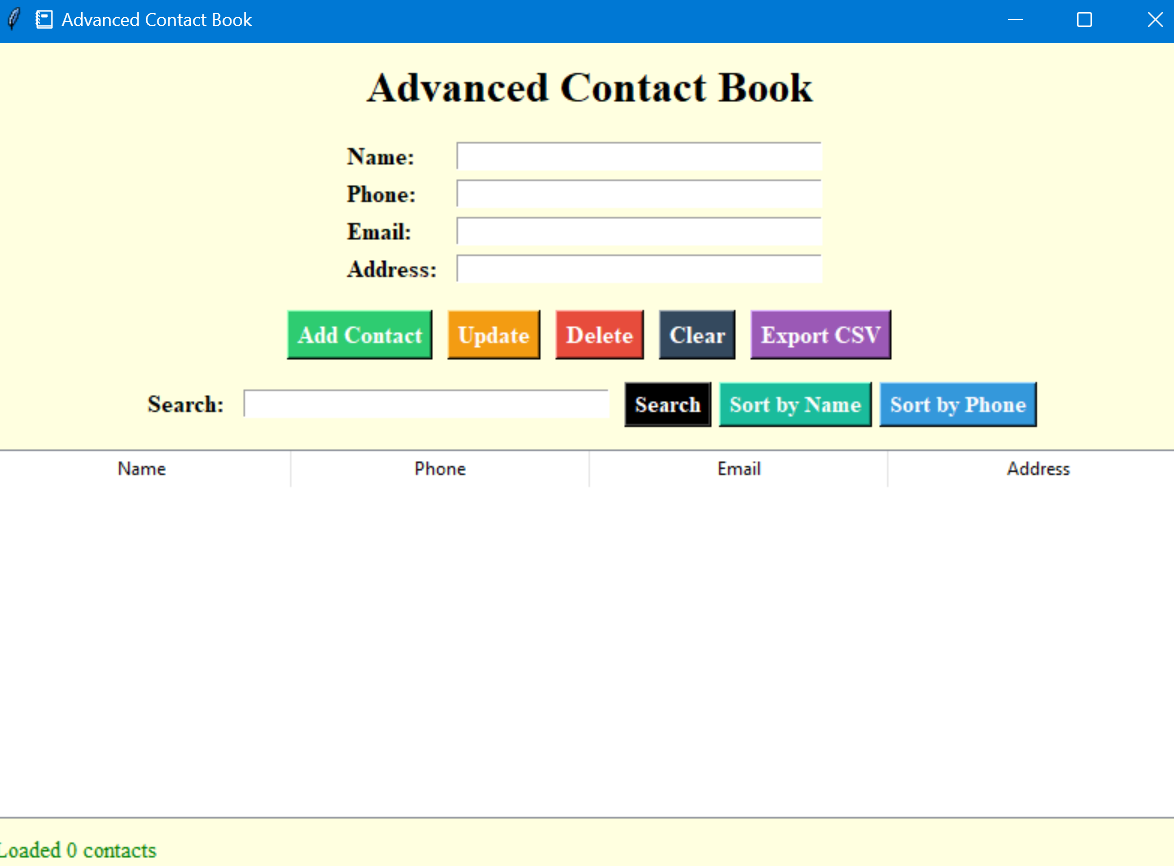 Advanced Contact Book
Advanced Contact Book
Name:
Phone:
Email:
Address:
Add Contact Update Delete Clear Export CSV
Search: Search Sort by Name Sort by Phone
Name Phone Email Address
Loaded 0 contacts